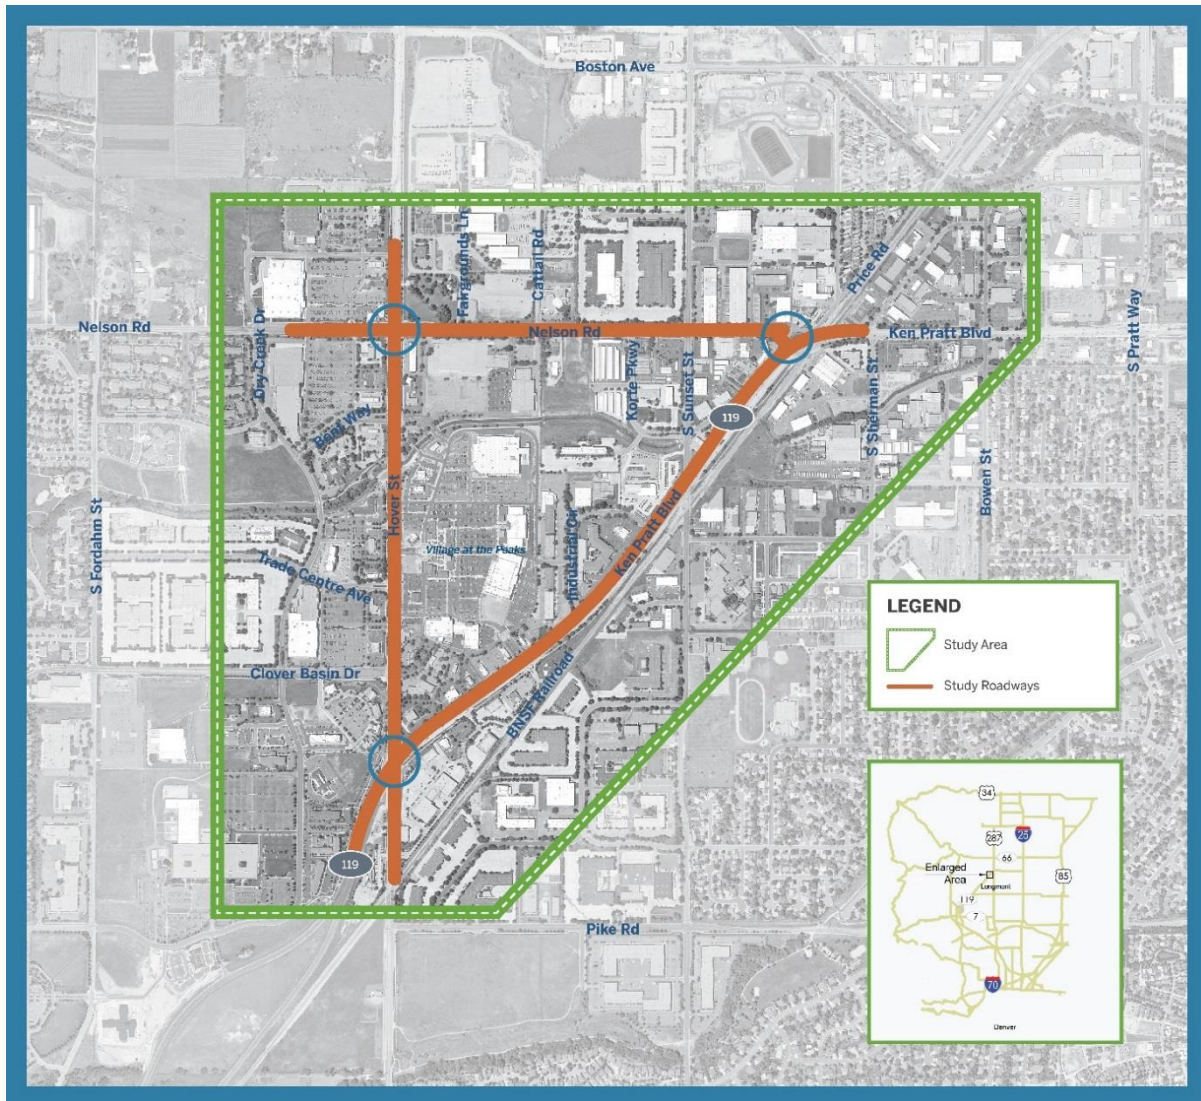 Boston Ave
Fairgrounds Ln
Cattail Rd
Price Rd
Nelson Rd
Dry Creek Dr
Nelson Rd
Ken Pratt Blvd
S Pratt Way
Korte Pkwy
S Sunset St
S Sherman St
Bent Way
119
Hover St
Bowen St
S Fordahm St
Village at the Peaks
Industrial Cir
Ken Pratt Blvd
Trade Centre Ave
Clover Basin Dr
BNSF Railroad
119
Pike Rd
LEGEND
Study Area
Study Roadways
34
287
25
66
Enlarged
Area
85
Longmont
119
7
70
Denver